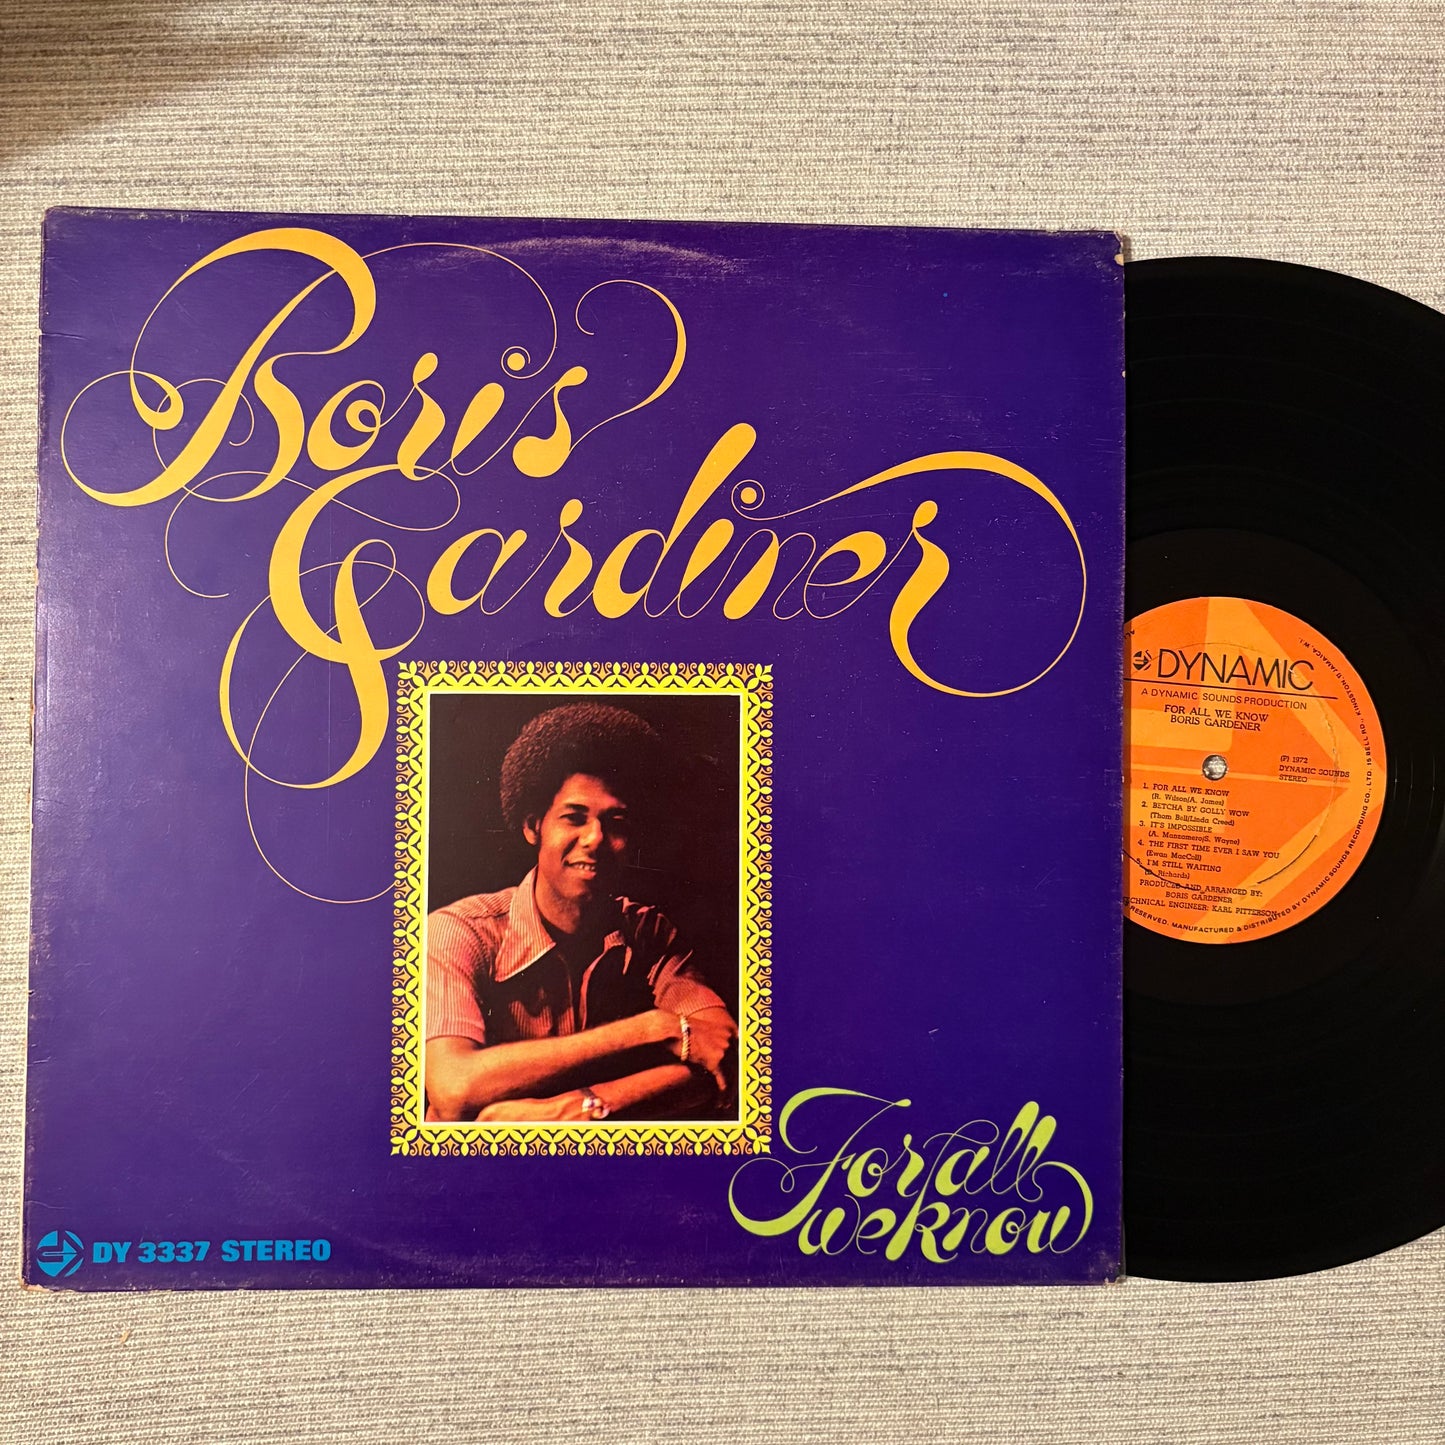 Boris
Gardiner
For all
we know
DY 3337 STEREO
DYNAMIC
A DYNAMIC SOUNDS PRODUCTION
FOR ALL WE KNOW
BORIS GARDENER
(P) 1972
DYNAMIC SOUNDS
STEREO
1. FOR ALL WE KNOW
(R. Wilson/A. James)
2. BETCHA BY GOLLY WOW
(Thom Bell/Linda Creed)
3. IT'S IMPOSSIBLE
(A. Manzamero/S. Wayne)
4. THE FIRST TIME EVER I SAW YOU
(Ewan MacColl)
5. I'M STILL WAITING
(D. Richards)
PRODUCED AND ARRANGED BY:
BORIS GARDENER
CHNICAL ENGINEER: KARL PITTERSON
RESERVED. MANUFACTURED & DISTRIBUTED BY DYNAMIC SOUNDS RECORDING CO., LTD. 15 BELL RD., KINGSTON 11 JAMAICA, W.I.